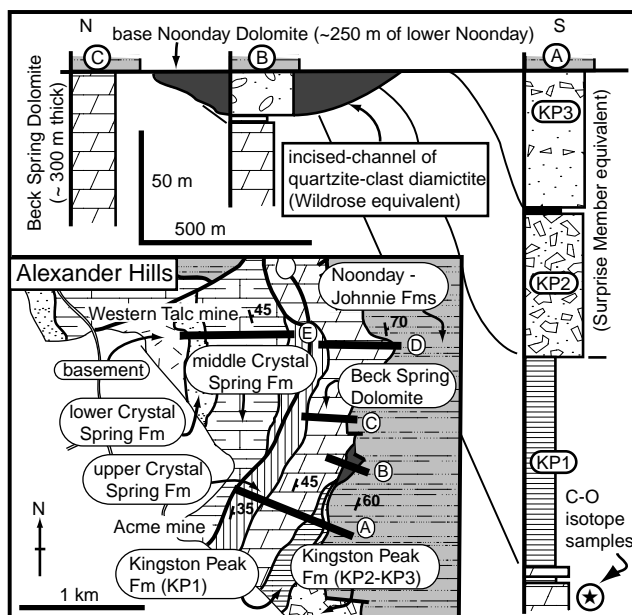 N
S
base Noonday Dolomite (~250 m of lower Noonday)
C
B
A
Beck Spring Dolomite
(~ 300 m thick)
50 m
500 m
incised-channel of
quartzite-clast diamictite
(Wildrose equivalent)
KP3
KP2
(Surprise Member equivalent)
KP1
C-O
isotope
samples
Alexander Hills
Noonday -
Johnnie Fms
Western Talc mine
45
70
E
D
basement
middle Crystal
Spring Fm
Beck Spring
Dolomite
lower Crystal
Spring Fm
C
upper Crystal
Spring Fm
B
45
60
35
Acme mine
A
N
Kingston Peak
Fm (KP1)
Kingston Peak
Fm (KP2-KP3)
1 km